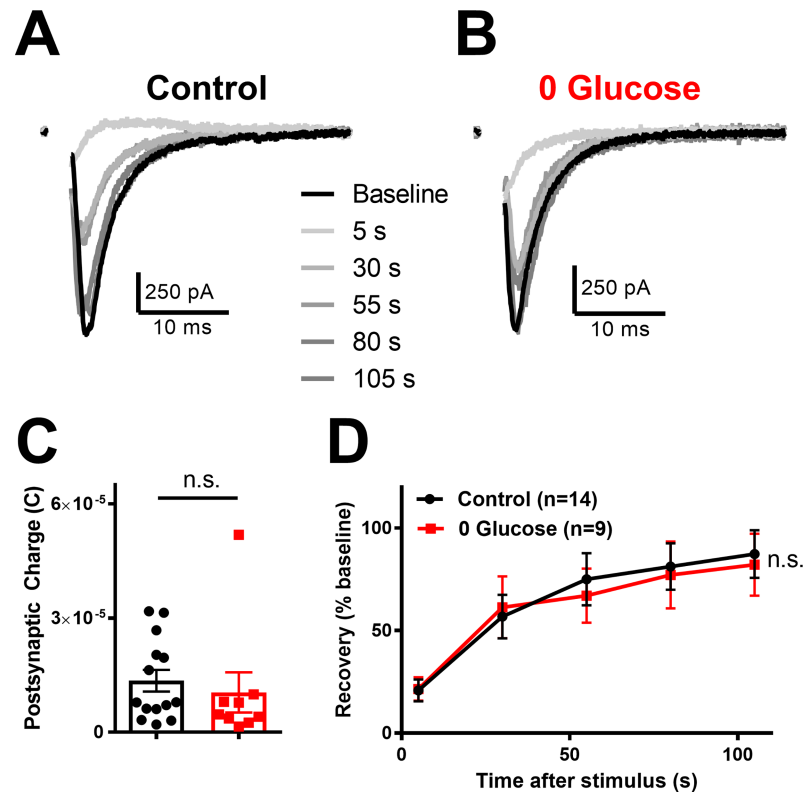 A
B
Control
0 Glucose
Baseline
5 s
30 s
55 s
80 s
105 s
250 pA
10 ms
250 pA
10 ms
C
D
Postsynaptic Charge (C)
6×10⁻⁵
3×10⁻⁵
0
n.s.
Recovery (% baseline)
100
50
0
0
50
100
Time after stimulus (s)
Control (n=14)
0 Glucose (n=9)
n.s.